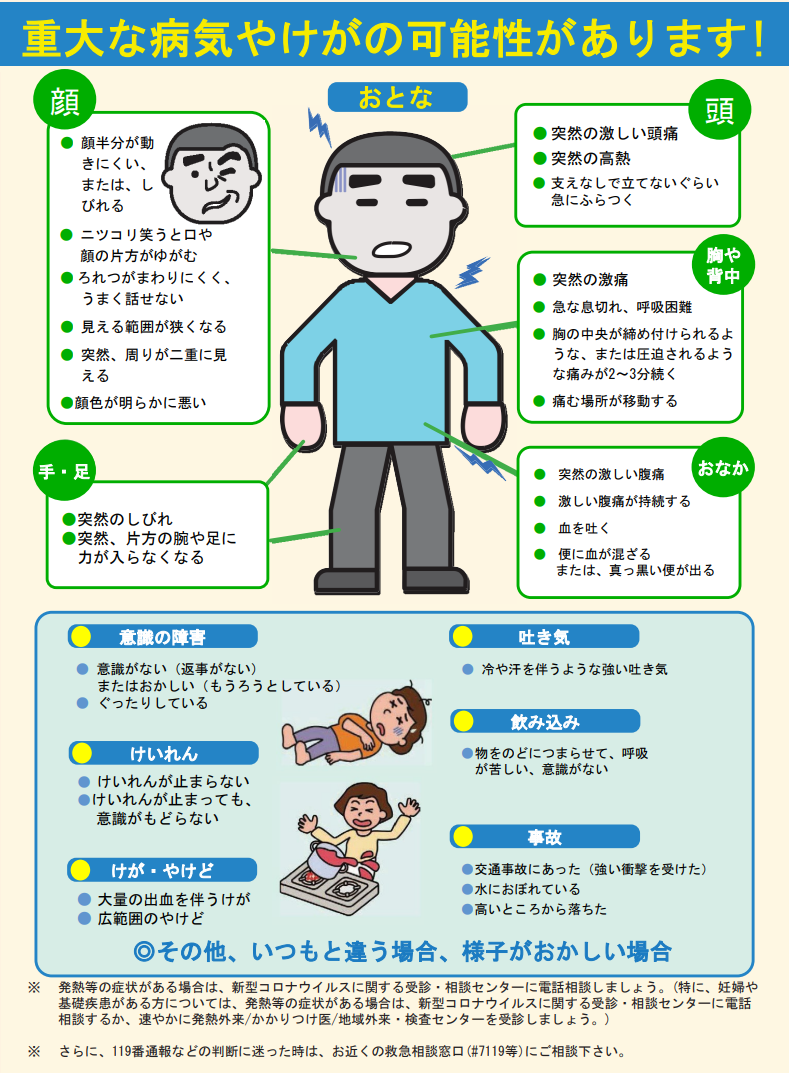 重大な病気やけがの可能性があります!
おとな
顔
● 顔半分が動
きにくい、
または、し
びれる
● ニツコリ笑うと口や
顔の片方がゆがむ
● ろれつがまわりにくく、
うまく話せない
● 見える範囲が狭くなる
● 突然、周りが二重に見
える
●顔色が明らかに悪い
手・足
●突然のしびれ
●突然、片方の腕や足に
力が入らなくなる
頭
● 突然の激しい頭痛
● 突然の高熱
● 支えなしで立てないぐらい
急にふらつく
胸や
背中
● 突然の激痛
● 急な息切れ、呼吸困難
● 胸の中央が締め付けられるよ
うな、または圧迫されるよう
な痛みが2～3分続く
● 痛む場所が移動する
おなか
● 突然の激しい腹痛
● 激しい腹痛が持続する
● 血を吐く
● 便に血が混ざる
または、真っ黒い便が出る
意識の障害
● 意識がない（返事がない）
またはおかしい（もうろうとしている）
● ぐったりしている
けいれん
● けいれんが止まらない
●けいれんが止まっても、
意識がもどらない
けが・やけど
● 大量の出血を伴うけが
● 広範囲のやけど
吐き気
● 冷や汗を伴うような強い吐き気
飲み込み
●物をのどにつまらせて、呼吸
が苦しい、意識がない
事故
●交通事故にあった（強い衝撃を受けた）
●水におぼれている
●高いところから落ちた
◎その他、いつもと違う場合、様子がおかしい場合
※ 発熱等の症状がある場合は、新型コロナウイルスに関する受診・相談センターに電話相談しましょう。(特に、妊婦や
基礎疾患がある方については、発熱等の症状がある場合は、新型コロナウイルスに関する受診・相談センターに電話
相談するか、速やかに発熱外来/かかりつけ医/地域外来・検査センターを受診しましょう。)
※ さらに、119番通報などの判断に迷った時は、お近くの救急相談窓口(#7119等)にご相談下さい。